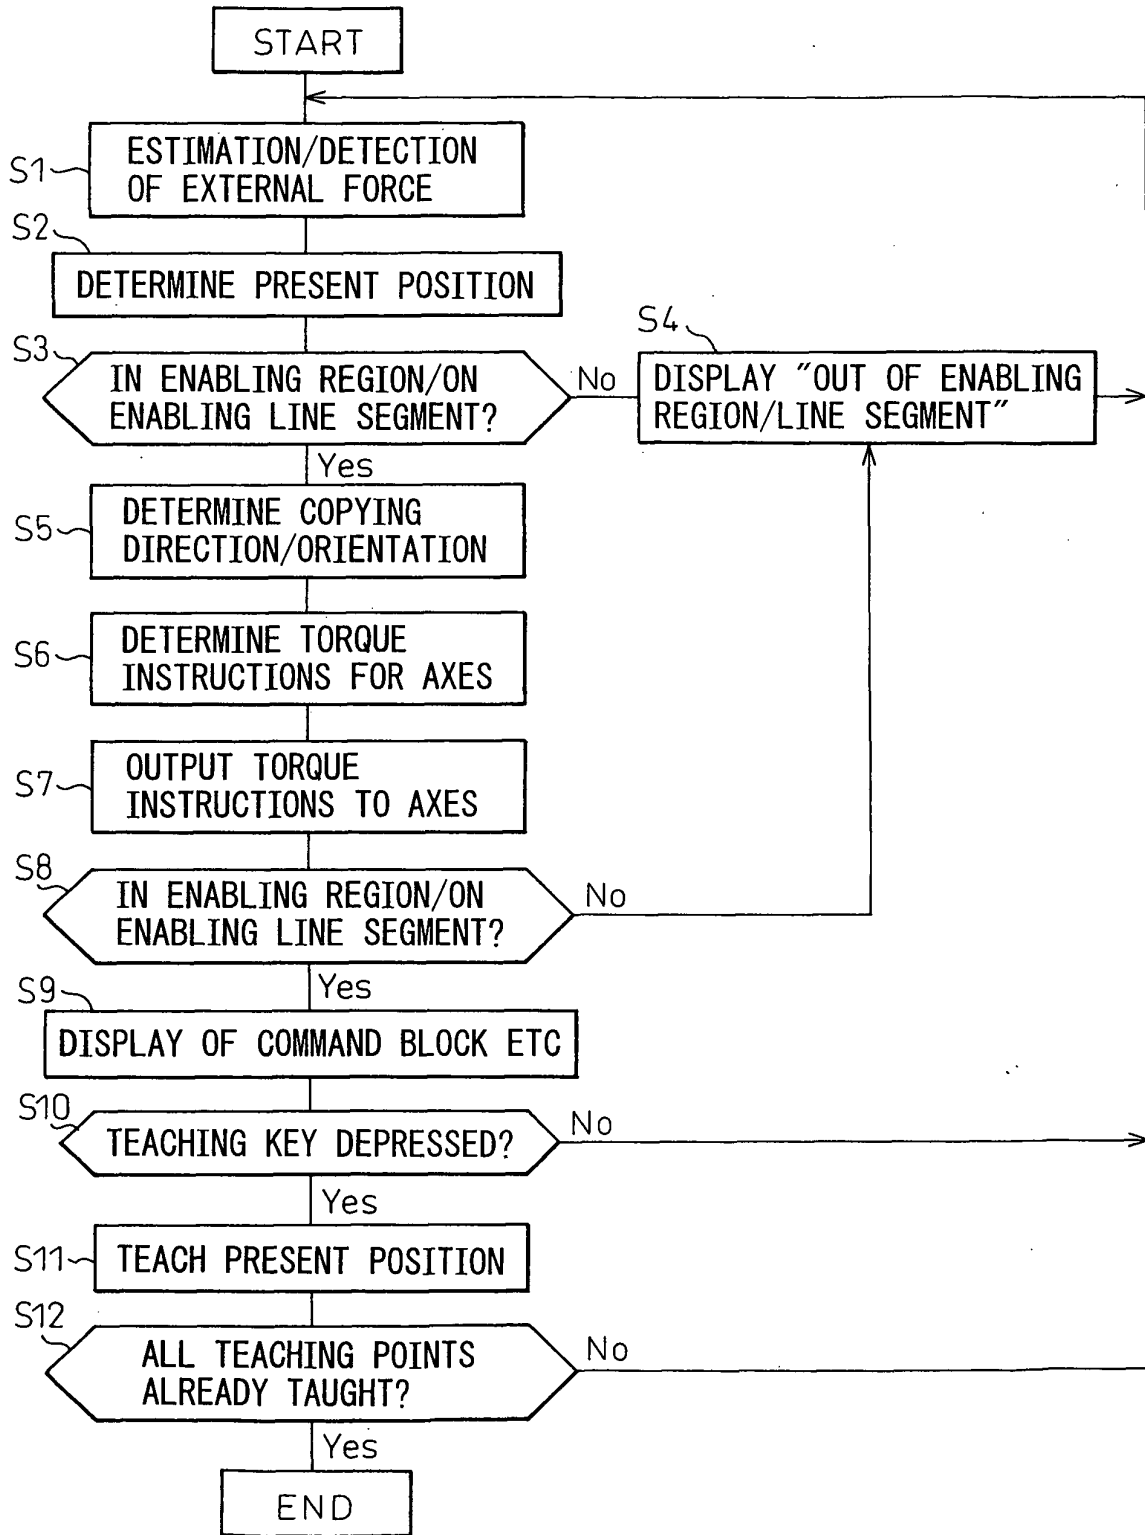 START
S1
ESTIMATION/DETECTION
OF EXTERNAL FORCE
S2
DETERMINE PRESENT POSITION
S3
IN ENABLING REGION/ON
ENABLING LINE SEGMENT?
No
S4
DISPLAY "OUT OF ENABLING
REGION/LINE SEGMENT"
Yes
S5
DETERMINE COPYING
DIRECTION/ORIENTATION
S6
DETERMINE TORQUE
INSTRUCTIONS FOR AXES
S7
OUTPUT TORQUE
INSTRUCTIONS TO AXES
S8
IN ENABLING REGION/ON
ENABLING LINE SEGMENT?
No
Yes
S9
DISPLAY OF COMMAND BLOCK ETC
S10
TEACHING KEY DEPRESSED?
No
Yes
S11
TEACH PRESENT POSITION
S12
ALL TEACHING POINTS
ALREADY TAUGHT?
No
Yes
END